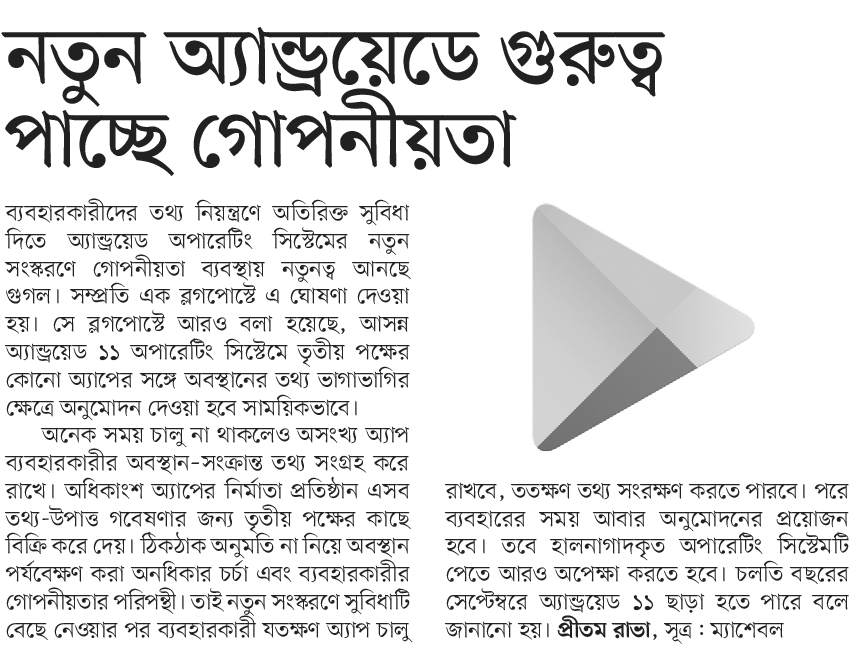 নতুন অ্যান্ড্রয়েডে গুরুত্ব
পাচ্ছে গোপনীয়তা
ব্যবহারকারীদের তথ্য নিয়ন্ত্রণে অতিরিক্ত সুবিধা
দিতে অ্যান্ড্রয়েড অপারেটিং সিস্টেমের নতুন
সংস্করণে গোপনীয়তা ব্যবস্থায় নতুনত্ব আনছে
গুগল। সম্প্রতি এক ব্লগপোস্টে এ ঘোষণা দেওয়া
হয়। সে ব্লগপোস্টে আরও বলা হয়েছে, আসন্ন
অ্যান্ড্রয়েড ১১ অপারেটিং সিস্টেমে তৃতীয় পক্ষের
কোনো অ্যাপের সঙ্গে অবস্থানের তথ্য ভাগাভাগির
ক্ষেত্রে অনুমোদন দেওয়া হবে সাময়িকভাবে।
অনেক সময় চালু না থাকলেও অসংখ্য অ্যাপ
ব্যবহারকারীর অবস্থান-সংক্রান্ত তথ্য সংগ্রহ করে
রাখে। অধিকাংশ অ্যাপের নির্মাতা প্রতিষ্ঠান এসব
তথ্য-উপাত্ত গবেষণার জন্য তৃতীয় পক্ষের কাছে
বিক্রি করে দেয়। ঠিকঠাক অনুমতি না নিয়ে অবস্থান
পর্যবেক্ষণ করা অনধিকার চর্চা এবং ব্যবহারকারীর
গোপনীয়তার পরিপন্থী। তাই নতুন সংস্করণে সুবিধাটি
বেছে নেওয়ার পর ব্যবহারকারী যতক্ষণ অ্যাপ চালু
রাখবে, ততক্ষণ তথ্য সংরক্ষণ করতে পারবে। পরে
ব্যবহারের সময় আবার অনুমোদনের প্রয়োজন
হবে। তবে হালনাগাদকৃত অপারেটিং সিস্টেমটি
পেতে আরও অপেক্ষা করতে হবে। চলতি বছরের
সেপ্টেম্বরে অ্যান্ড্রয়েড ১১ ছাড়া হতে পারে বলে
জানানো হয়। প্রীতম রাভা, সূত্র : ম্যাশেবল